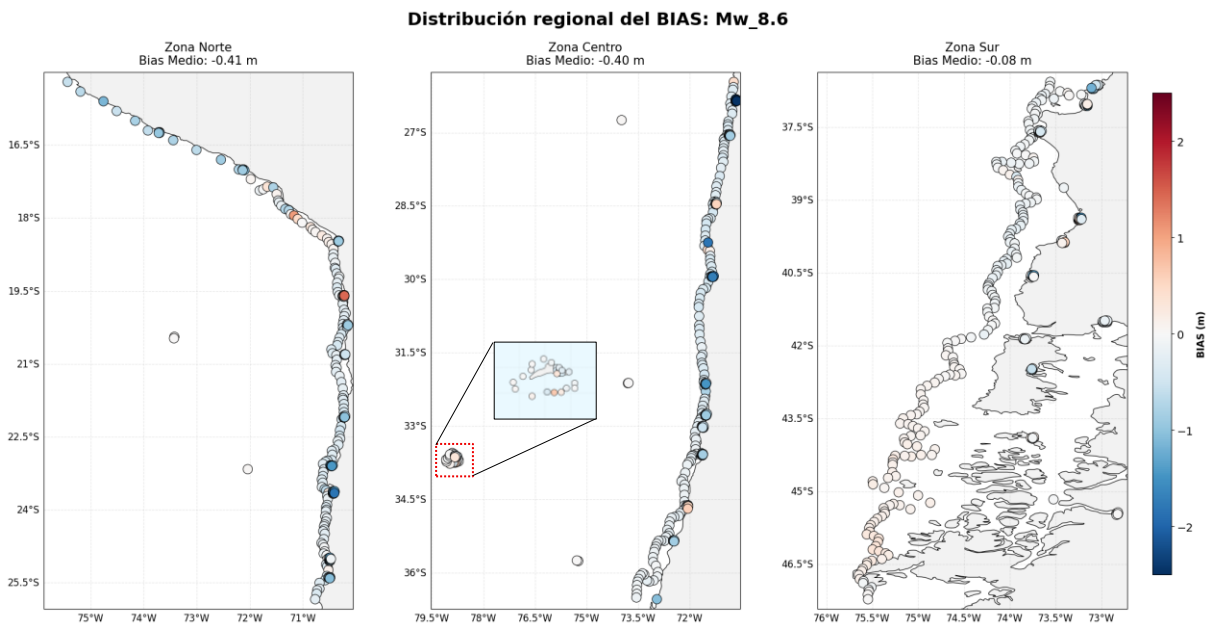 Distribución regional del BIAS: Mw_8.6
Zona Norte
Bias Medio: -0.41 m
16.5°S
18°S
19.5°S
21°S
22.5°S
24°S
25.5°S
75°W
74°W
73°W
72°W
71°W
Zona Centro
Bias Medio: -0.40 m
27°S
28.5°S
30°S
31.5°S
33°S
34.5°S
36°S
79.5°W
78°W
76.5°W
75°W
73.5°W
72°W
Zona Sur
Bias Medio: -0.08 m
37.5°S
39°S
40.5°S
42°S
43.5°S
45°S
46.5°S
76°W
75.5°W
74.8°W
74°W
73.5°W
72.8°W
2
1
0
−1
−2
BIAS (m)